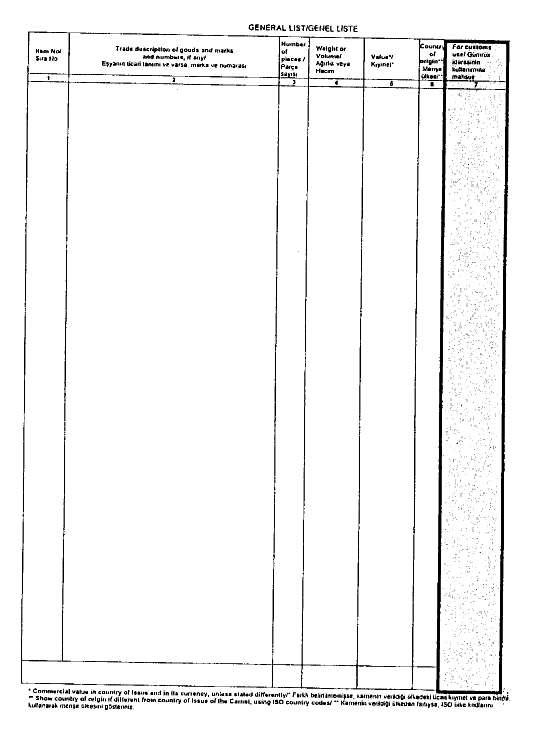 GENERAL LIST/GENEL LISTE
Item No/
Sıra No
Trade description of goods and marks
and numbers, if any/
Eşyanın ticari tanımı ve varsa, marka ve numarası
Number
of
pieces /
Parça
sayısı
Weight or
Volume/
Ağırlık veya
Hacim
Value*/
Kıymet*
Country
of
origin**
Menşe
ülkesi**
For customs
use/ Gümrük
idaresinin
kullanımına
mahsus
1 2 3 4 5 6 7
* Commercial value in country of issue and in its currency, unless stated differently/* Farklı belirtilmemişse, karnenin verildiği ülkedeki ticari kıymet ve para birimi.
** Show country of origin if different from country of issue of the Carnet, using ISO country codes/ ** Karnenin verildiği ülkeden farklıysa, ISO ülke kodlarını
kullanarak menşe ülkesini gösteriniz.